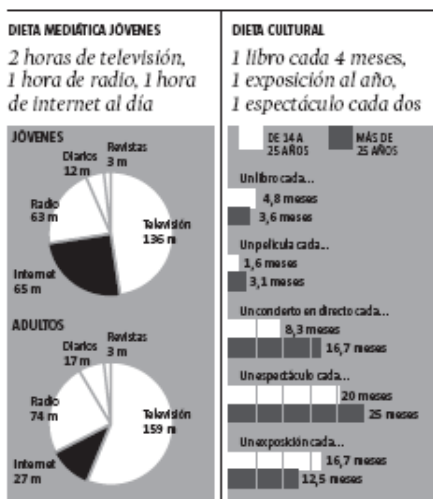 DIETA MEDIÁTICA JÓVENES
2 horas de televisión,
1 hora de radio, 1 hora
de internet al día
JÓVENES
Revistas
3 m
Diarios
12 m
Radio
63 m
Televisión
136 m
Internet
65 m
ADULTOS
Revistas
3 m
Diarios
17 m
Radio
74 m
Televisión
159 m
Internet
27 m
DIETA CULTURAL
1 libro cada 4 meses,
1 exposición al año,
1 espectáculo cada dos
DE 14 A
25 AÑOS
MÁS DE
25 AÑOS
Un libro cada...
4,8 meses
3,6 meses
Un película cada...
1,6 meses
3,1 meses
Un concierto en directo cada...
8,3 meses
16,7 meses
Un espectáculo cada...
20 meses
25 meses
Un exposición cada...
16,7 meses
12,5 meses